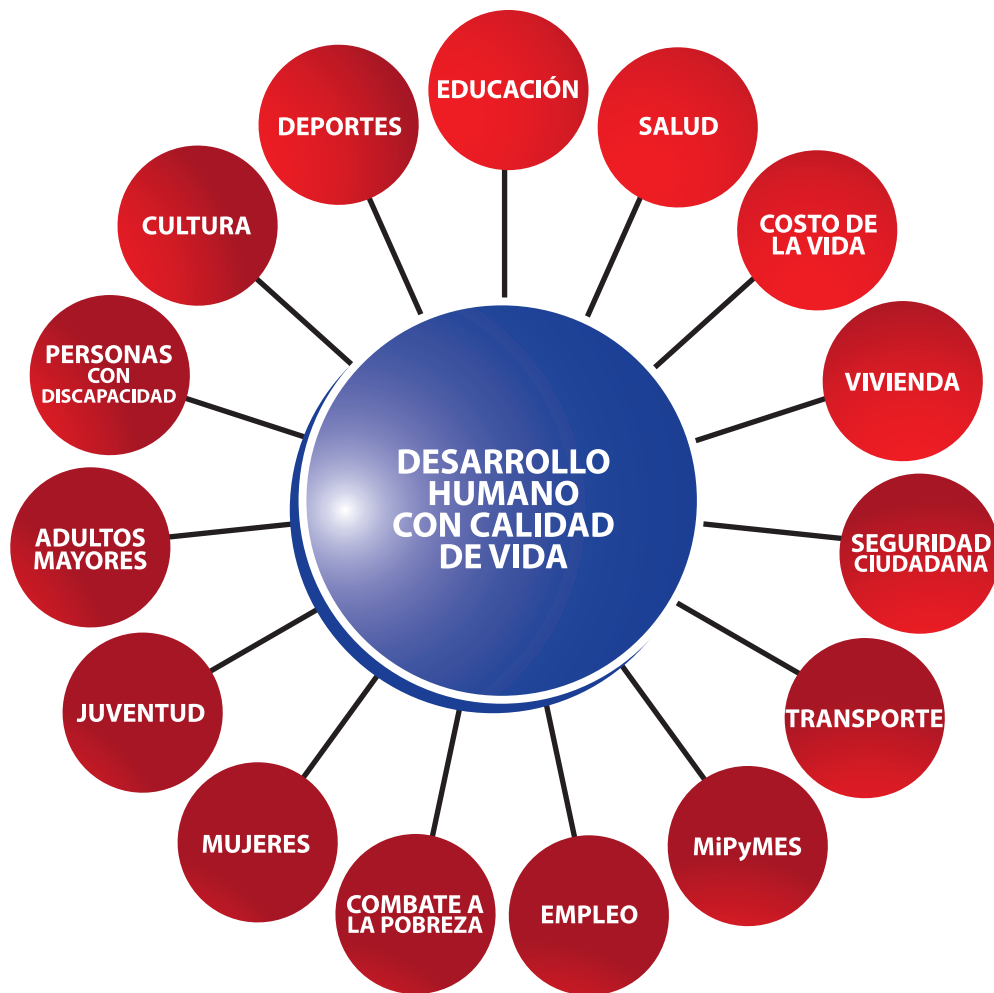 EDUCACIÓN
SALUD
COSTO DE
LA VIDA
VIVIENDA
SEGURIDAD
CIUDADANA
TRANSPORTE
MiPyMES
EMPLEO
COMBATE A
LA POBREZA
MUJERES
JUVENTUD
ADULTOS
MAYORES
PERSONAS
CON
DISCAPACIDAD
CULTURA
DEPORTES
DESARROLLO
HUMANO
CON CALIDAD
DE VIDA